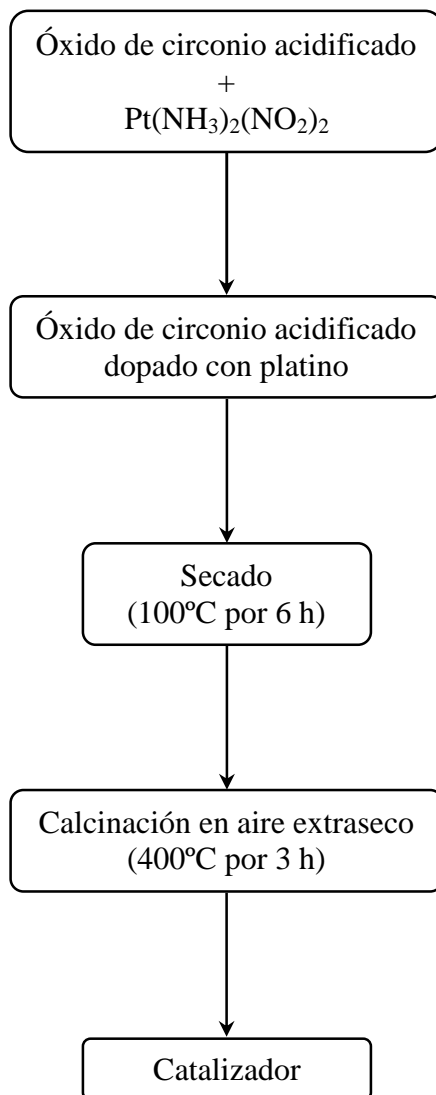 Óxido de circonio acidificado
+
Pt(NH₃)₂(NO₂)₂
Óxido de circonio acidificado
dopado con platino
Secado
(100ºC por 6 h)
Calcinación en aire extraseco
(400ºC por 3 h)
Catalizador